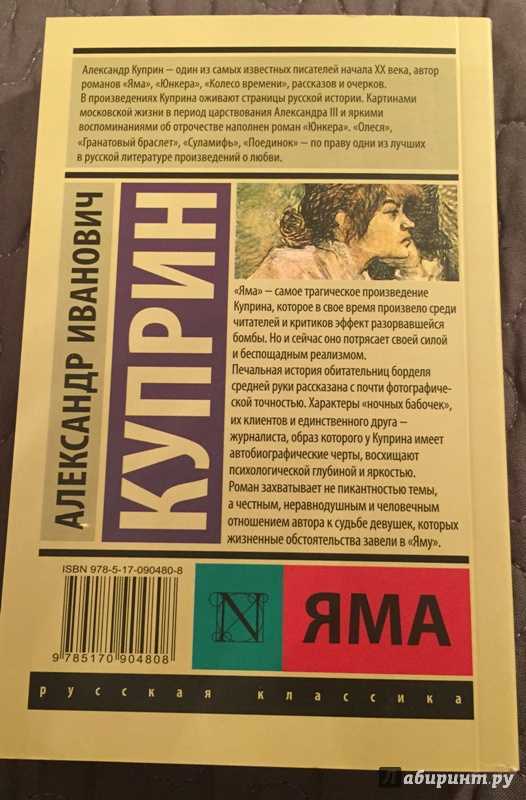 Александр Куприн – один из самых известных писателей начала XX века, автор
романов «Яма», «Юнкера», «Колесо времени», рассказов и очерков.
В произведениях Куприна оживают страницы русской истории. Картинами
московской жизни в период царствования Александра III и яркими
воспоминаниями об отрочестве наполнен роман «Юнкера». «Олеся»,
«Гранатовый браслет», «Суламифь», «Поединок» – по праву одни из лучших
в русской литературе произведений о любви.
АЛЕКСАНДР ИВАНОВИЧ
КУПРИН
«Яма» – самое трагическое произведение
Куприна, которое в свое время произвело среди
читателей и критиков эффект разорвавшейся
бомбы. Но и сейчас оно потрясает своей силой
и беспощадным реализмом.
Печальная история обитательниц борделя
средней руки рассказана с почти фотографиче-
ской точностью. Характеры «ночных бабочек»,
их клиентов и единственного друга –
журналиста, образ которого у Куприна имеет
автобиографические черты, восхищают
психологической глубиной и яркостью.
Роман захватывает не пикантностью темы,
а честным, неравнодушным и человечным
отношением автора к судьбе девушек, которых
жизненные обстоятельства завели в «Яму».
ISBN 978-5-17-090480-8
9 785170 904808
N
ЯМА
русская классика
Лабиринт.ру